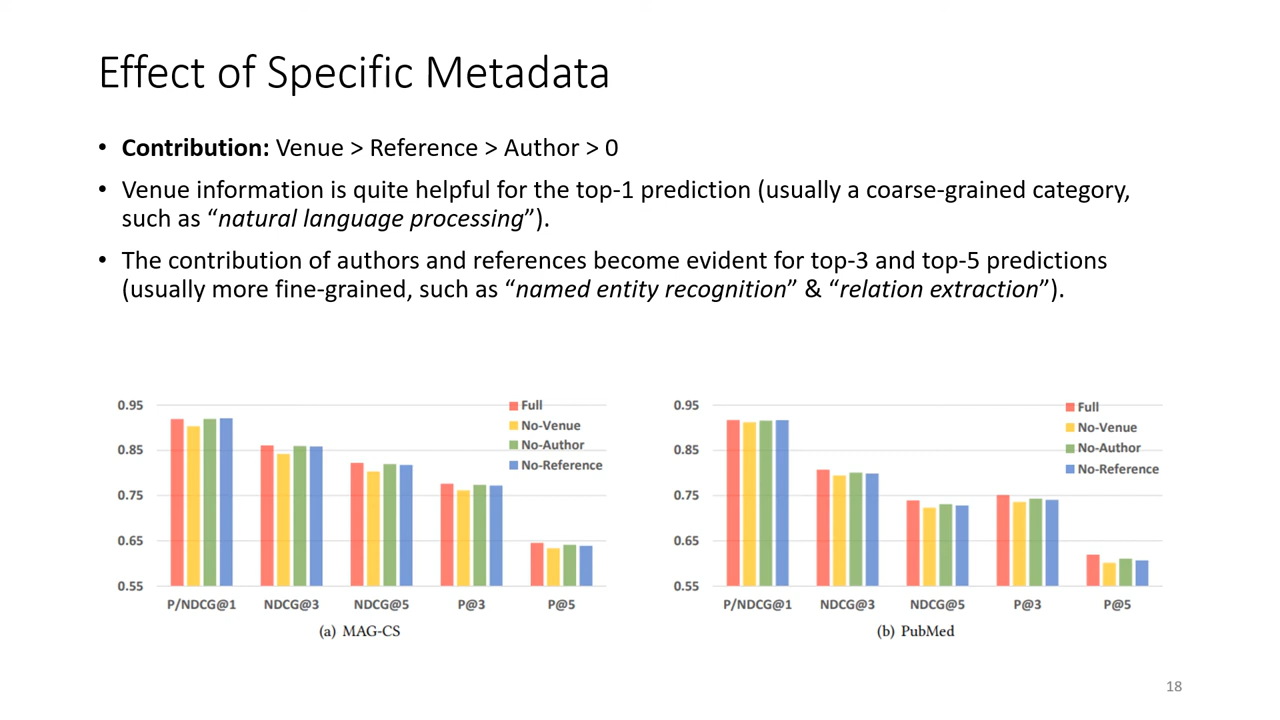 Effect of Specific Metadata
• Contribution: Venue > Reference > Author > 0
• Venue information is quite helpful for the top-1 prediction (usually a coarse-grained category,
such as “natural language processing”).
• The contribution of authors and references become evident for top-3 and top-5 predictions
(usually more fine-grained, such as “named entity recognition” & “relation extraction”).
0.95
0.85
0.75
0.65
0.55
Full
No-Venue
No-Author
No-Reference
P/NDCG@1 NDCG@3 NDCG@5 P@3 P@5
(a) MAG-CS
0.95
0.85
0.75
0.65
0.55
Full
No-Venue
No-Author
No-Reference
P/NDCG@1 NDCG@3 NDCG@5 P@3 P@5
(b) PubMed
18